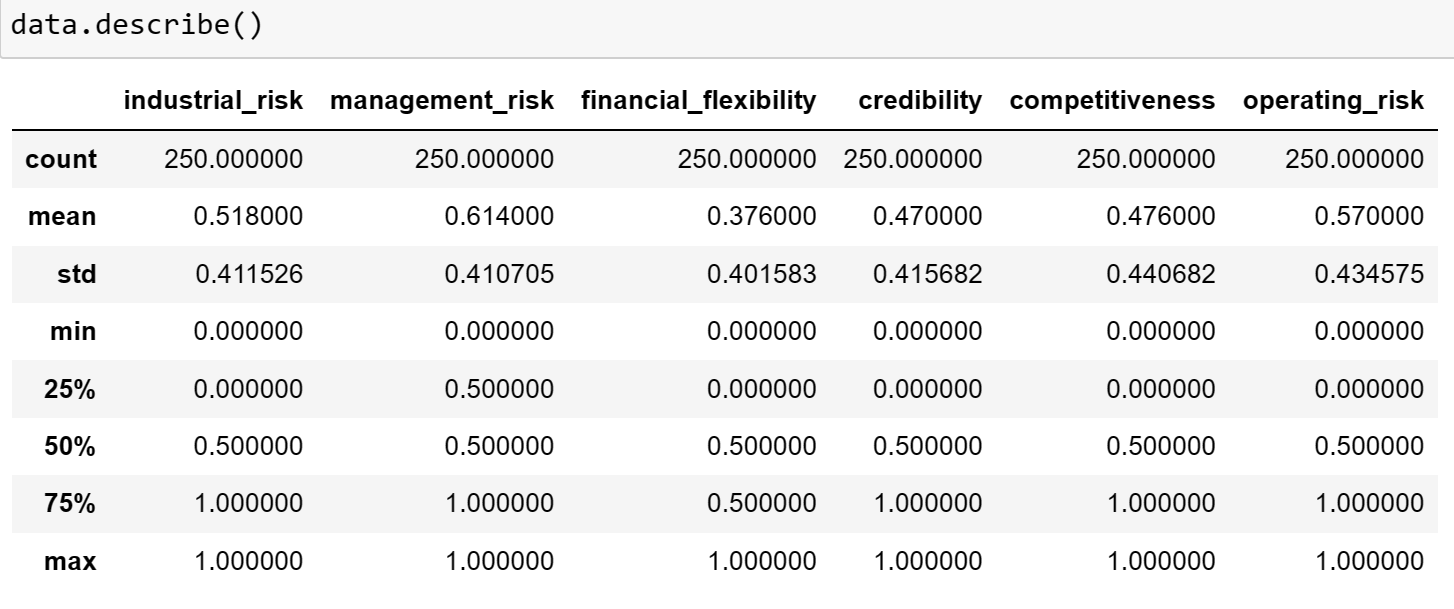 data.describe()
industrial_risk management_risk financial_flexibility credibility competitiveness operating_risk
count 250.000000 250.000000 250.000000 250.000000 250.000000 250.000000
mean 0.518000 0.614000 0.376000 0.470000 0.476000 0.570000
std 0.411526 0.410705 0.401583 0.415682 0.440682 0.434575
min 0.000000 0.000000 0.000000 0.000000 0.000000 0.000000
25% 0.000000 0.500000 0.000000 0.000000 0.000000 0.000000
50% 0.500000 0.500000 0.500000 0.500000 0.500000 0.500000
75% 1.000000 1.000000 0.500000 1.000000 1.000000 1.000000
max 1.000000 1.000000 1.000000 1.000000 1.000000 1.000000